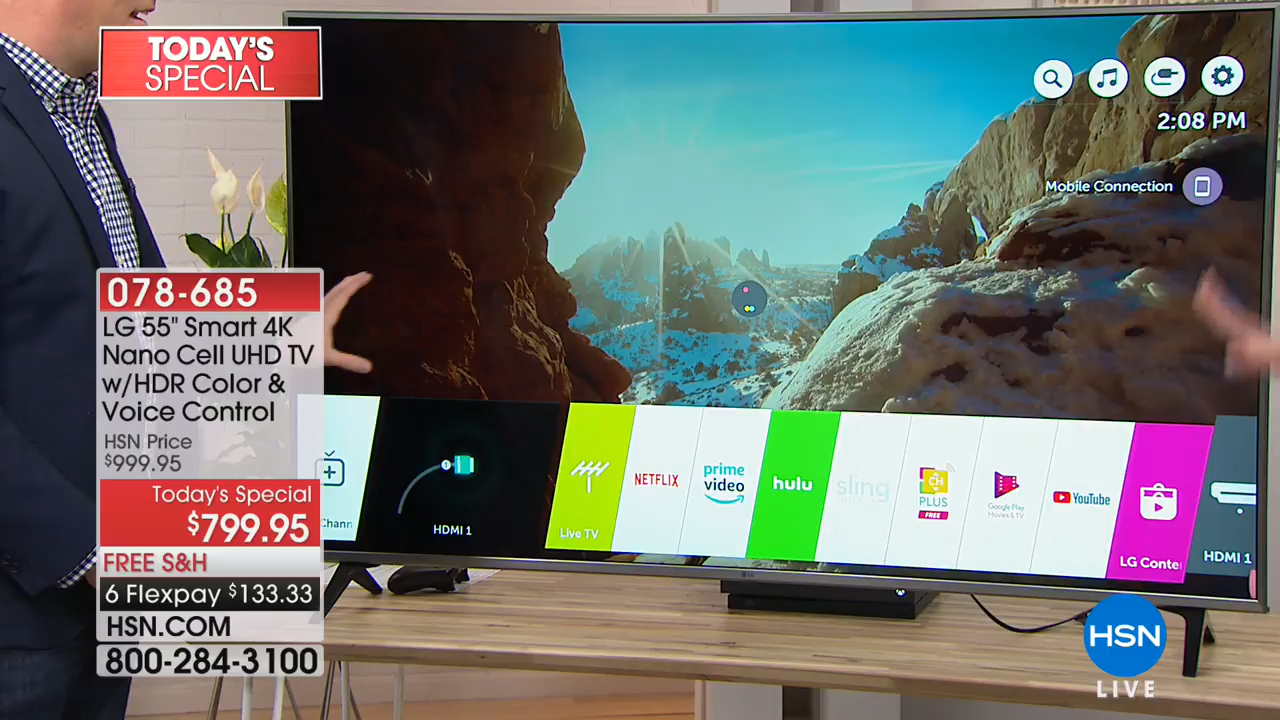 TODAY'S
SPECIAL
2:08 PM
Mobile Connection
078-685
LG 55" Smart 4K
Nano Cell UHD TV
w/HDR Color &
Voice Control
HSN Price
$999.95
Today's Special
$799.95
FREE S&H
6 Flexpay $133.33
HSN.COM
800-284-3100
Chann
HDMI 1
Live TV
NETFLIX
prime
video
hulu
sling
CH
PLUS
FREE
Google Play
Movies & TV
YouTube
LG Conte
HDMI 1
LG
HSN
LIVE